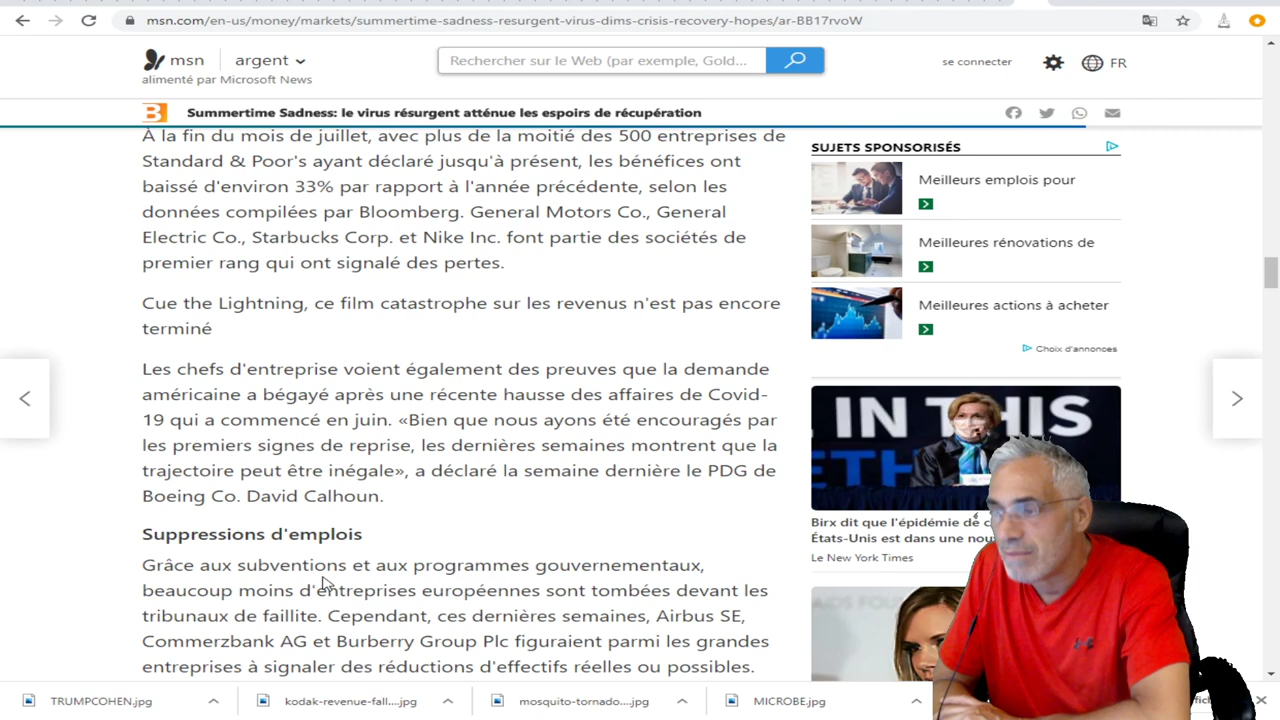 msn.com/en-us/money/markets/summertime-sadness-resurgent-virus-dims-crisis-recovery-hopes/ar-BB17rvoW
msn
argent
alimenté par Microsoft News
Rechercher sur le Web (par exemple, Gold...
se connecter
FR
B
Summertime Sadness: le virus résurgent atténue les espoirs de récupération
À la fin du mois de juillet, avec plus de la moitié des 500 entreprises de
Standard & Poor's ayant déclaré jusqu'à présent, les bénéfices ont
baissé d'environ 33% par rapport à l'année précédente, selon les
données compilées par Bloomberg. General Motors Co., General
Electric Co., Starbucks Corp. et Nike Inc. font partie des sociétés de
premier rang qui ont signalé des pertes.
Cue the Lightning, ce film catastrophe sur les revenus n'est pas encore
terminé
Les chefs d'entreprise voient également des preuves que la demande
américaine a bégayé après une récente hausse des affaires de Covid-
19 qui a commencé en juin. «Bien que nous ayons été encouragés par
les premiers signes de reprise, les dernières semaines montrent que la
trajectoire peut être inégale», a déclaré la semaine dernière le PDG de
Boeing Co. David Calhoun.
Suppressions d'emplois
Grâce aux subventions et aux programmes gouvernementaux,
beaucoup moins d'entreprises européennes sont tombées devant les
tribunaux de faillite. Cependant, ces dernières semaines, Airbus SE,
Commerzbank AG et Burberry Group Plc figuraient parmi les grandes
entreprises à signaler des réductions d'effectifs réelles ou possibles.
SUJETS SPONSORISÉS
Meilleurs emplois pour
Meilleures rénovations de
Meilleures actions à acheter
Choix d'annonces
IN THIS
Birx dit que l'épidémie de
États-Unis est dans une
Le New York Times
TRUMPCOHEN.jpg
kodak-revenue-fall....jpg
mosquito-tornado....jpg
MICROBE.jpg